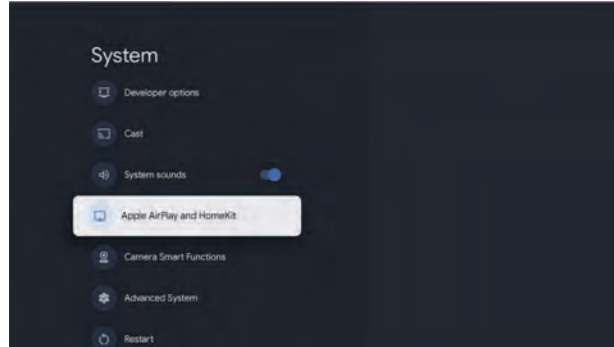 System
Developer options
Cast
System sounds
Apple AirPlay and HomeKit
Camera Smart Functions
Advanced System
Restart